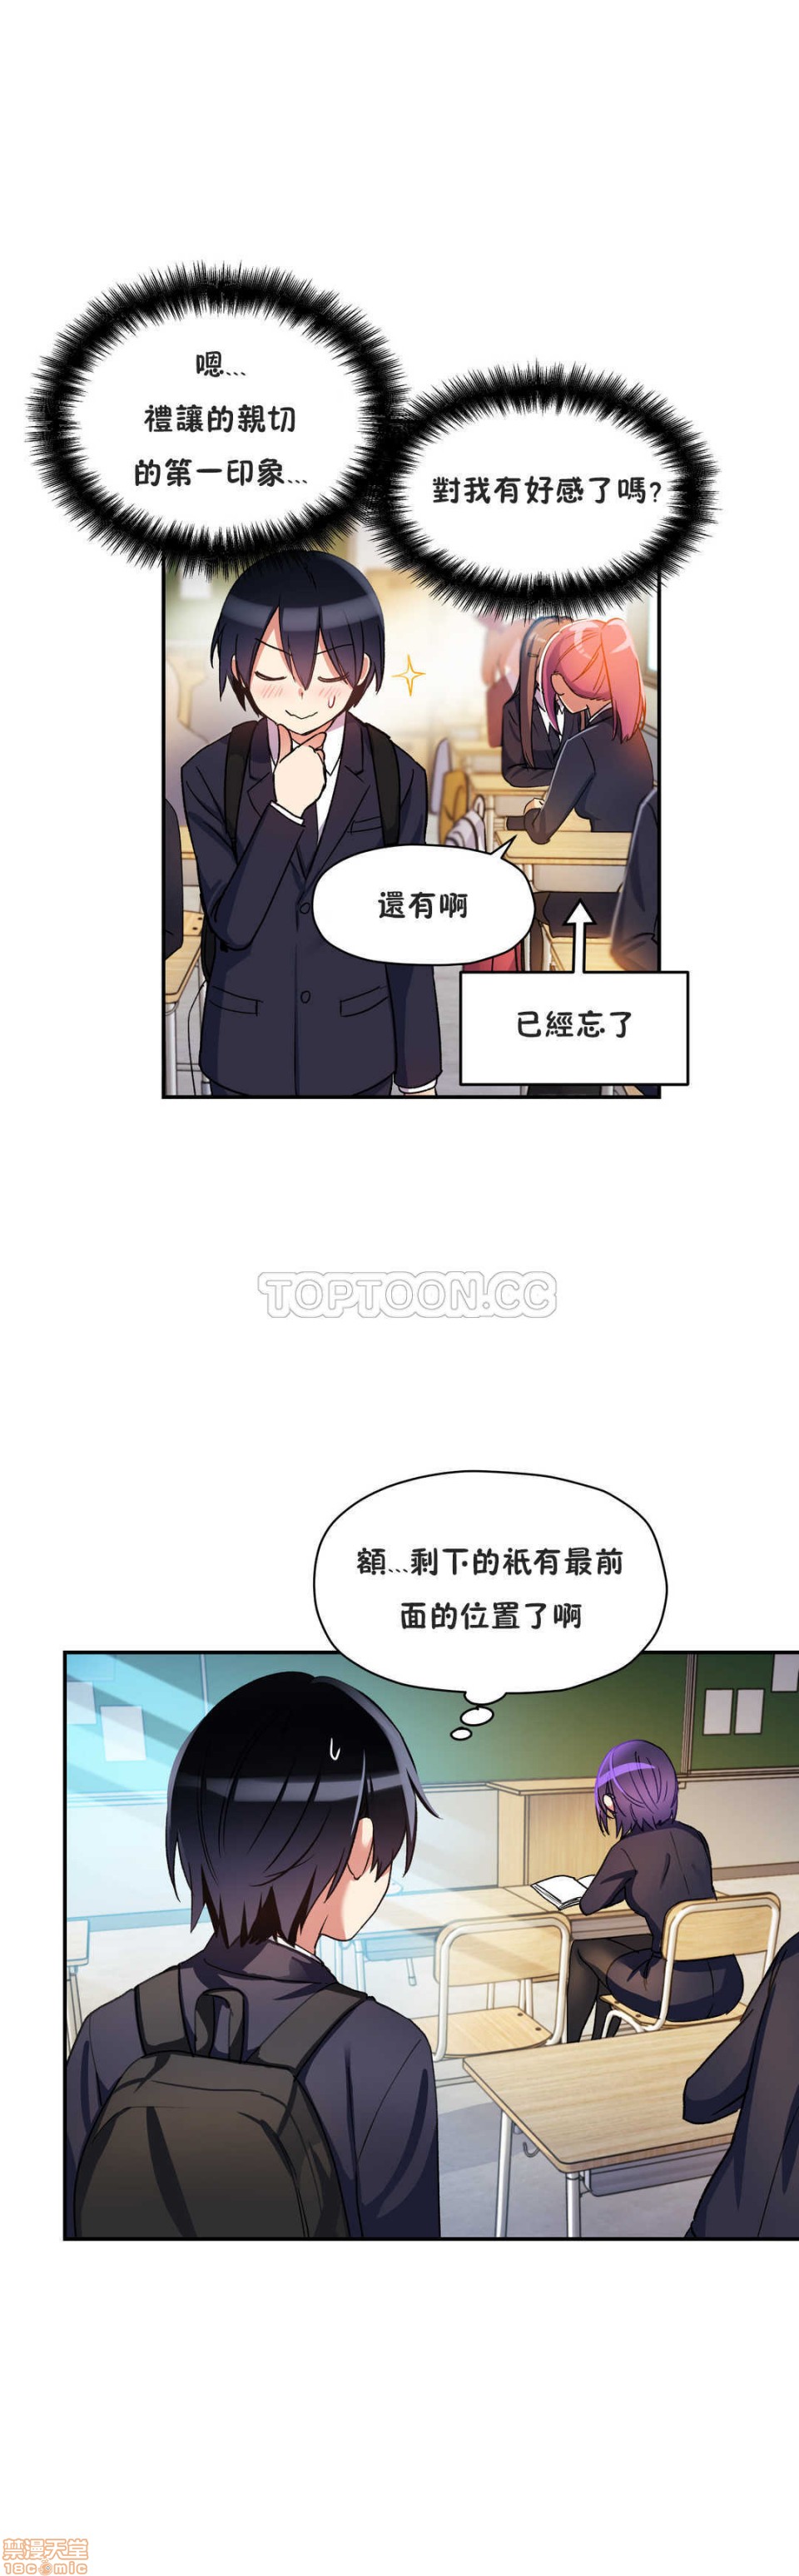 嗯...
禮讓的親切
的第一印象...
對我有好感了嗎?
還有啊
已經忘了
TOPTOON.CC
額...剩下的祇有最前
面的位置了啊
禁漫天堂
18comic